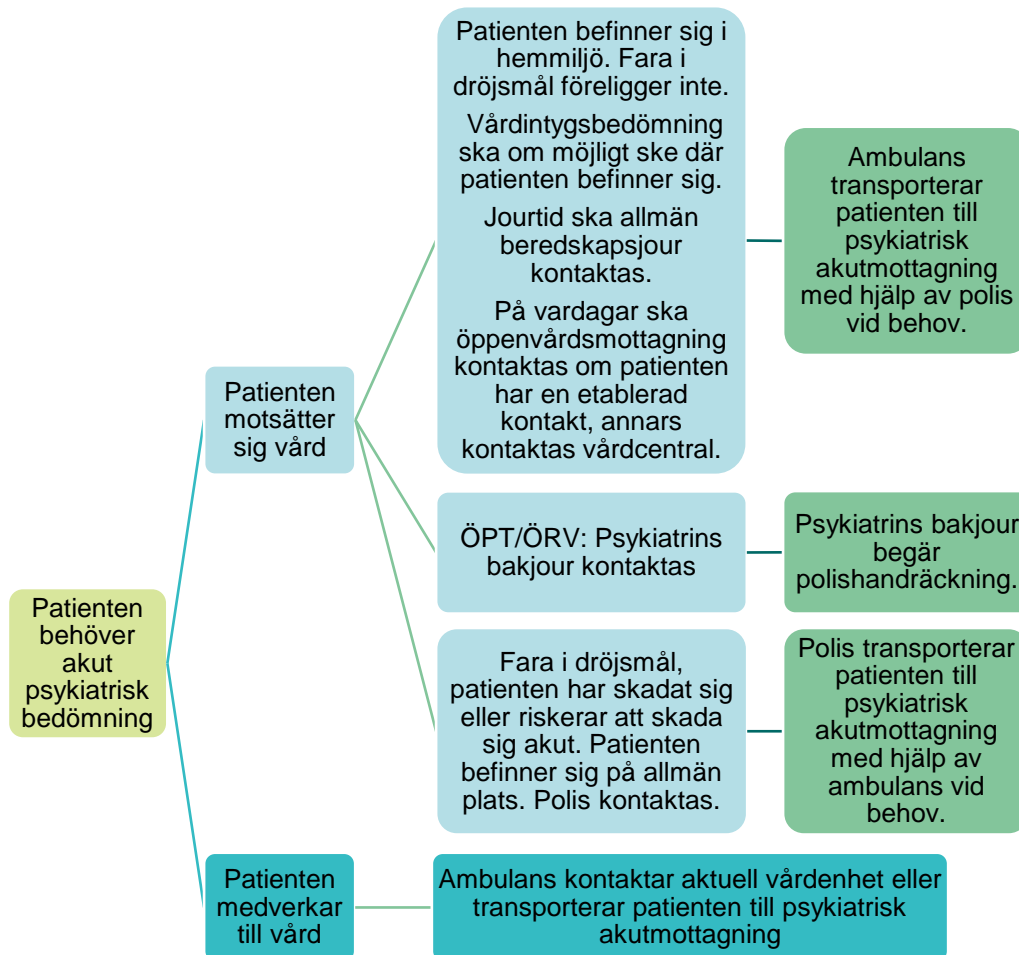 Patienten
behöver
akut
psykiatrisk
bedömning
Patienten
motsätter
sig vård
Patienten befinner sig i
hemmiljö. Fara i
dröjsmål föreligger inte.
Vårdintygsbedömning
ska om möjligt ske där
patienten befinner sig.
Jourtid ska allmän
beredskapsjour
kontaktas.
På vardagar ska
öppenvårdsmottagning
kontaktas om patienten
har en etablerad
kontakt, annars
kontaktas vårdcentral.
Ambulans
transporterar
patienten till
psykiatrisk
akutmottagning
med hjälp av polis
vid behov.
ÖPT/ÖRV: Psykiatrins
bakjour kontaktas
Psykiatrins bakjour
begär
polishandräckning.
Fara i dröjsmål,
patienten har skadat sig
eller riskerar att skada
sig akut. Patienten
befinner sig på allmän
plats. Polis kontaktas.
Polis transporterar
patienten till
psykiatrisk
akutmottagning
med hjälp av
ambulans vid
behov.
Patienten
medverkar
till vård
Ambulans kontaktar aktuell vårdenhet eller
transporterar patienten till psykiatrisk
akutmottagning